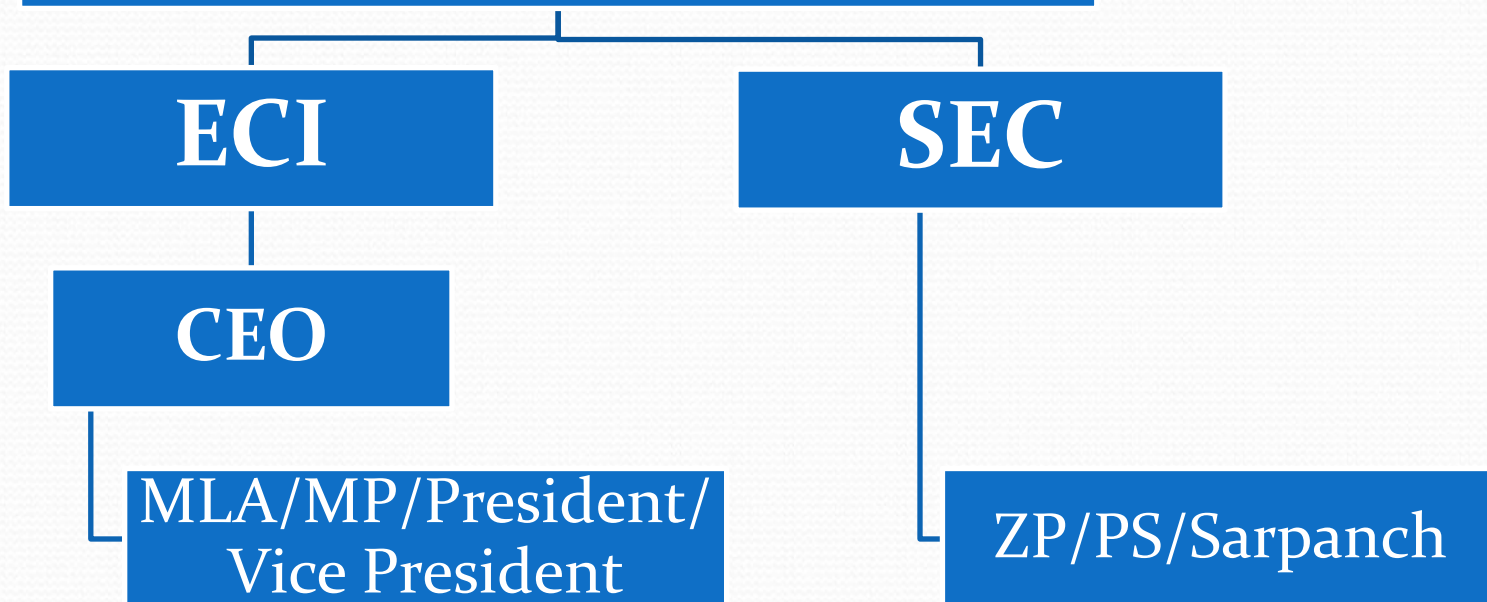 ECI
SEC
CEO
MLA/MP/President/
Vice President
ZP/PS/Sarpanch